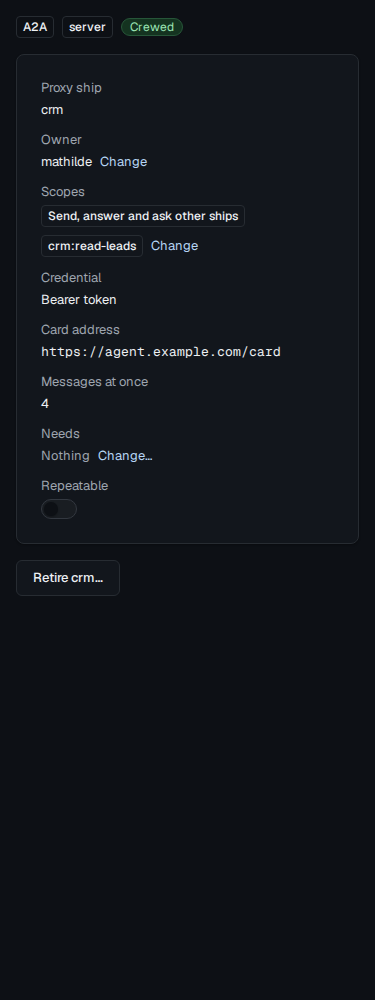 A2A server Crewed
Proxy ship
crm
Owner
mathilde Change
Scopes
Send, answer and ask other ships
crm:read-leads Change
Credential
Bearer token
Card address
https://agent.example.com/card
Messages at once
4
Needs
Nothing Change…
Repeatable
Retire crm…